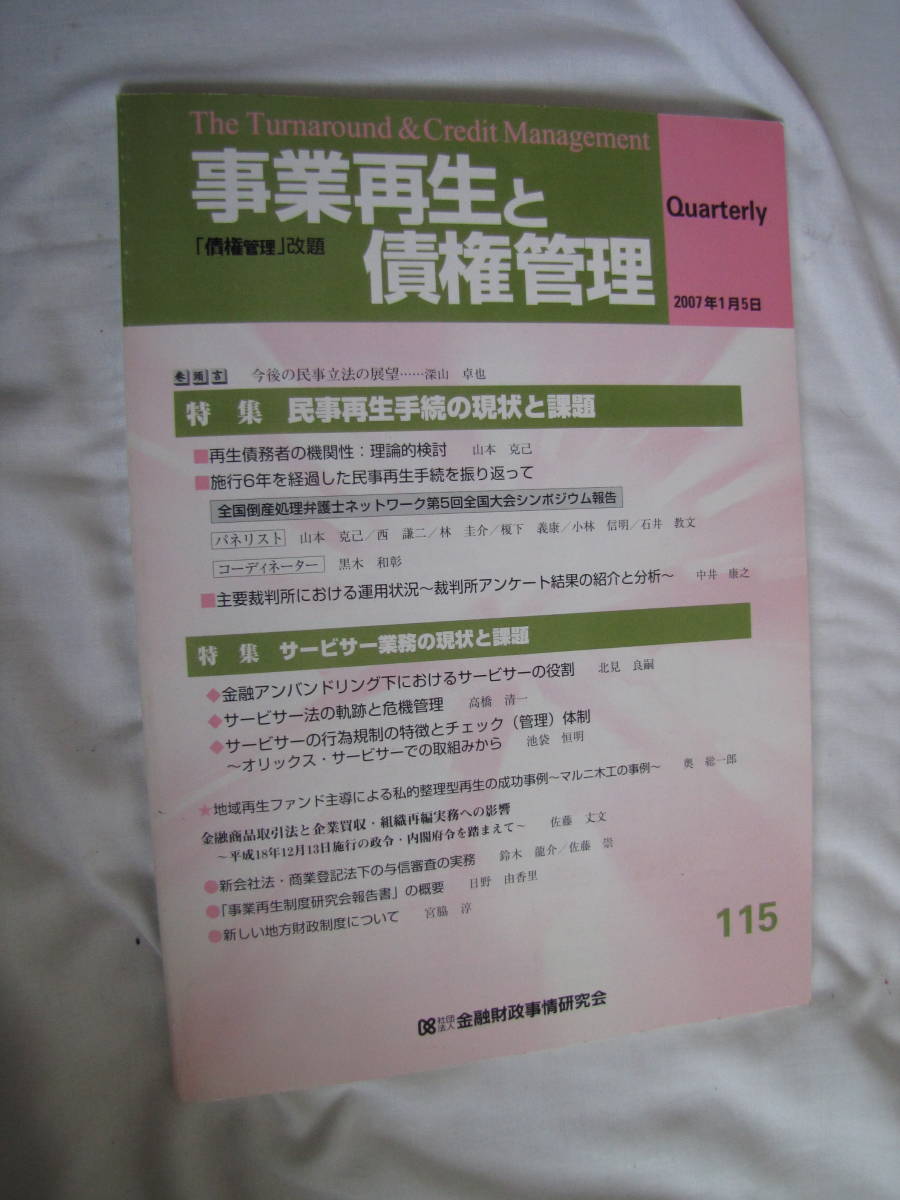 The Turnaround & Credit Management
事業再生と
「債権管理」改題
債権管理
Quarterly
2007年1月5日
巻頭言 今後の民事立法の展望……深山 卓也
特集 民事再生手続の現状と課題
■再生債務者の機関性：理論的検討 山本 克己
■施行6年を経過した民事再生手続を振り返って
全国倒産処理弁護士ネットワーク第5回全国大会シンポジウム報告
パネリスト 山本 克己／西 謙二／林 圭介／榎下 義康／小林 信明／石井 教文
コーディネーター 黒木 和彰
■主要裁判所における運用状況～裁判所アンケート結果の紹介と分析～ 中井 康之
特集 サービサー業務の現状と課題
◆金融アンバンドリング下におけるサービサーの役割 北見 良嗣
◆サービサー法の軌跡と危機管理 高橋 清一
◆サービサーの行為規制の特徴とチェック（管理）体制
～オリックス・サービサーでの取組みから 池袋 恒明
★地域再生ファンド主導による私的整理型再生の成功事例～マルニ木工の事例～ 奥 総一郎
金融商品取引法と企業買収・組織再編実務への影響
～平成18年12月13日施行の政令・内閣府令を踏まえて～ 佐藤 丈文
●新会社法・商業登記法下の与信審査の実務 鈴木 龍介／佐藤 崇
●「事業再生制度研究会報告書」の概要 日野 由香里
●新しい地方財政制度について 宮脇 淳
115
社団法人 金融財政事情研究会